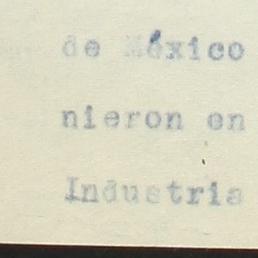 de México
nieron en
Industria